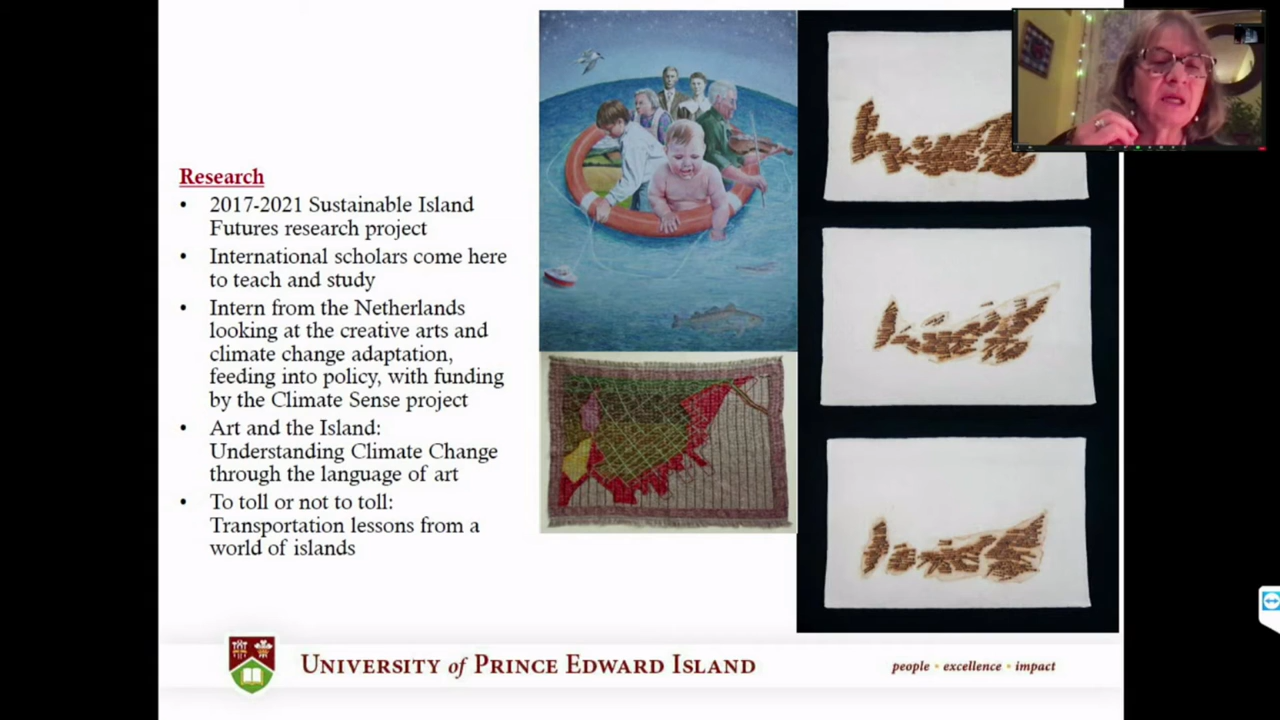 Research
• 2017-2021 Sustainable Island
Futures research project
• International scholars come here
to teach and study
• Intern from the Netherlands
looking at the creative arts and
climate change adaptation,
feeding into policy, with funding
by the Climate Sense project
• Art and the Island:
Understanding Climate Change
through the language of art
• To toll or not to toll:
Transportation lessons from a
world of islands
UNIVERSITY of PRINCE EDWARD ISLAND
people • excellence • impact